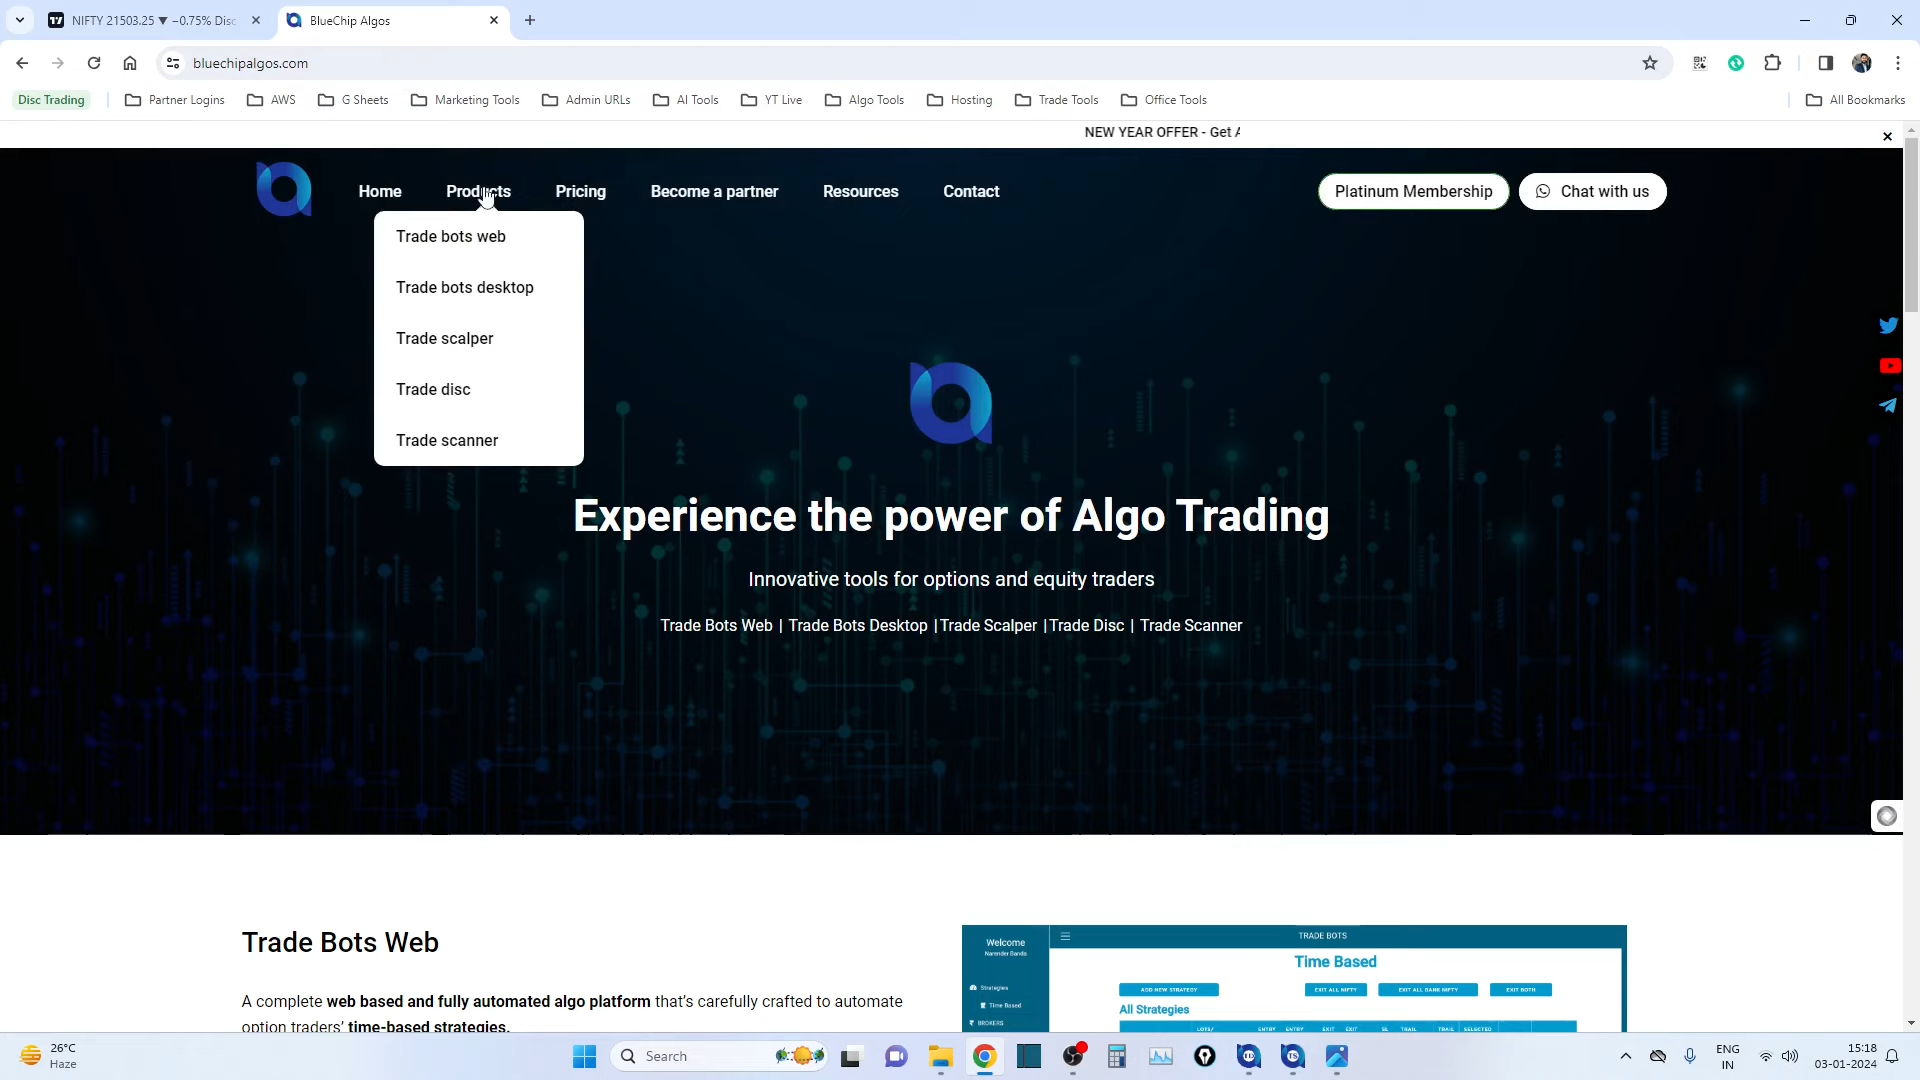 NIFTY 21503.25 ▼ −0.75% Disc
BlueChip Algos
bluechipalgos.com
Disc Trading
Partner Logins
AWS
G Sheets
Marketing Tools
Admin URLs
AI Tools
YT Live
Algo Tools
Hosting
Trade Tools
Office Tools
All Bookmarks
NEW YEAR OFFER - Get A
Home
Products
Pricing
Become a partner
Resources
Contact
Platinum Membership
Chat with us
Trade bots web
Trade bots desktop
Trade scalper
Trade disc
Trade scanner
Experience the power of Algo Trading
Innovative tools for options and equity traders
Trade Bots Web | Trade Bots Desktop |Trade Scalper |Trade Disc | Trade Scanner
Trade Bots Web
A complete web based and fully automated algo platform that's carefully crafted to automate
option traders' time-based strategies.
Welcome
Narender Banda
TRADE BOTS
Time Based
Strategies
Time Based
BROKERS
ADD NEW STRATEGY
EXIT ALL NIFTY
EXIT ALL BANK NIFTY
EXIT BOTH
All Strategies
LOTS/ ENTRY ENTRY EXIT EXIT SL TRAIL TRAIL SELECTED
26°C
Haze
Search
ENG
IN
15:18
03-01-2024